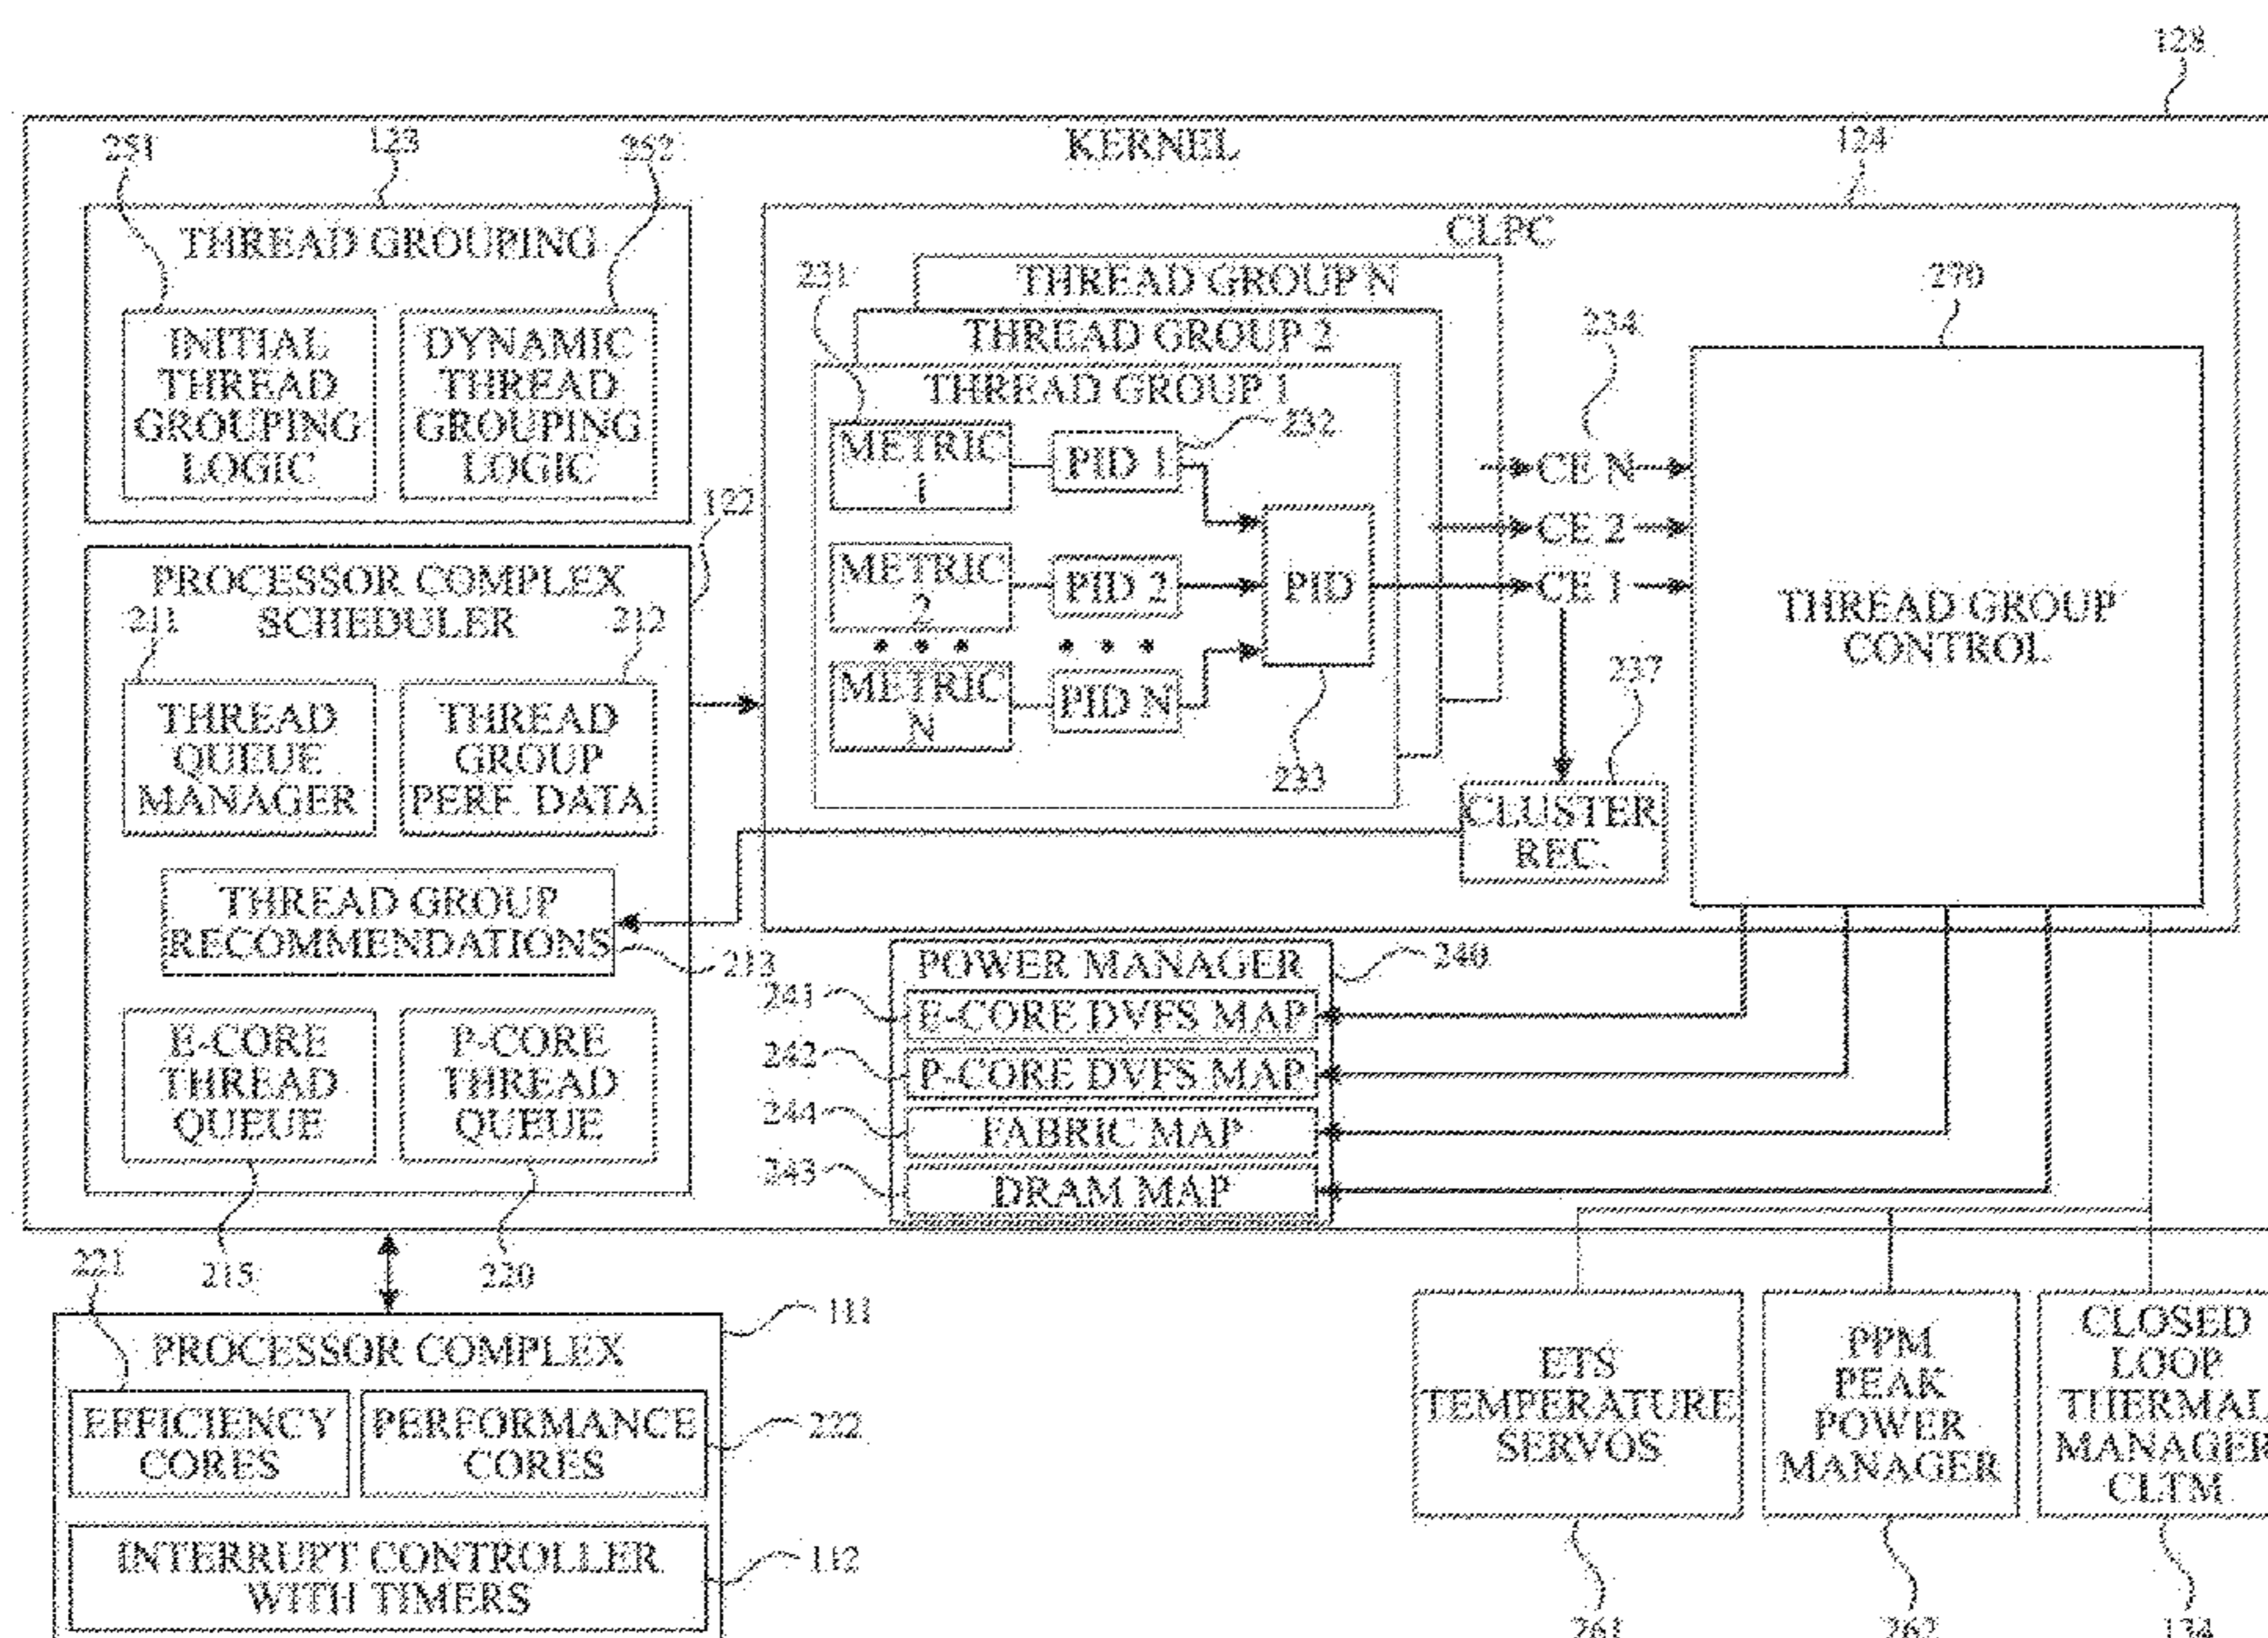 128
KERNEL
251
123
252
124
THREAD GROUPING
INITIAL
THREAD
GROUPING
LOGIC
DYNAMIC
THREAD
GROUPING
LOGIC
122
PROCESSOR COMPLEX
SCHEDULER
211
212
THREAD
QUEUE
MANAGER
THREAD
GROUP
PERF. DATA
THREAD GROUP
RECOMMENDATIONS
213
E-CORE
THREAD
QUEUE
P-CORE
THREAD
QUEUE
215
220
CLPC
231
THREAD GROUP N
THREAD GROUP 2
THREAD GROUP 1
METRIC
1
PID 1
232
METRIC
2
PID 2
PID
METRIC
N
PID N
233
234
CE N
CE 2
CE 1
237
CLUSTER
REC.
270
THREAD GROUP
CONTROL
POWER MANAGER
240
241
E-CORE DVFS MAP
242
P-CORE DVFS MAP
244
FABRIC MAP
243
DRAM MAP
221
111
PROCESSOR COMPLEX
EFFICIENCY
CORES
PERFORMANCE
CORES
222
INTERRUPT CONTROLLER
WITH TIMERS
112
ETS
TEMPERATURE
SERVOS
PPM
PEAK
POWER
MANAGER
CLOSED
LOOP
THERMAL
MANAGER
CLTM
261
262
134